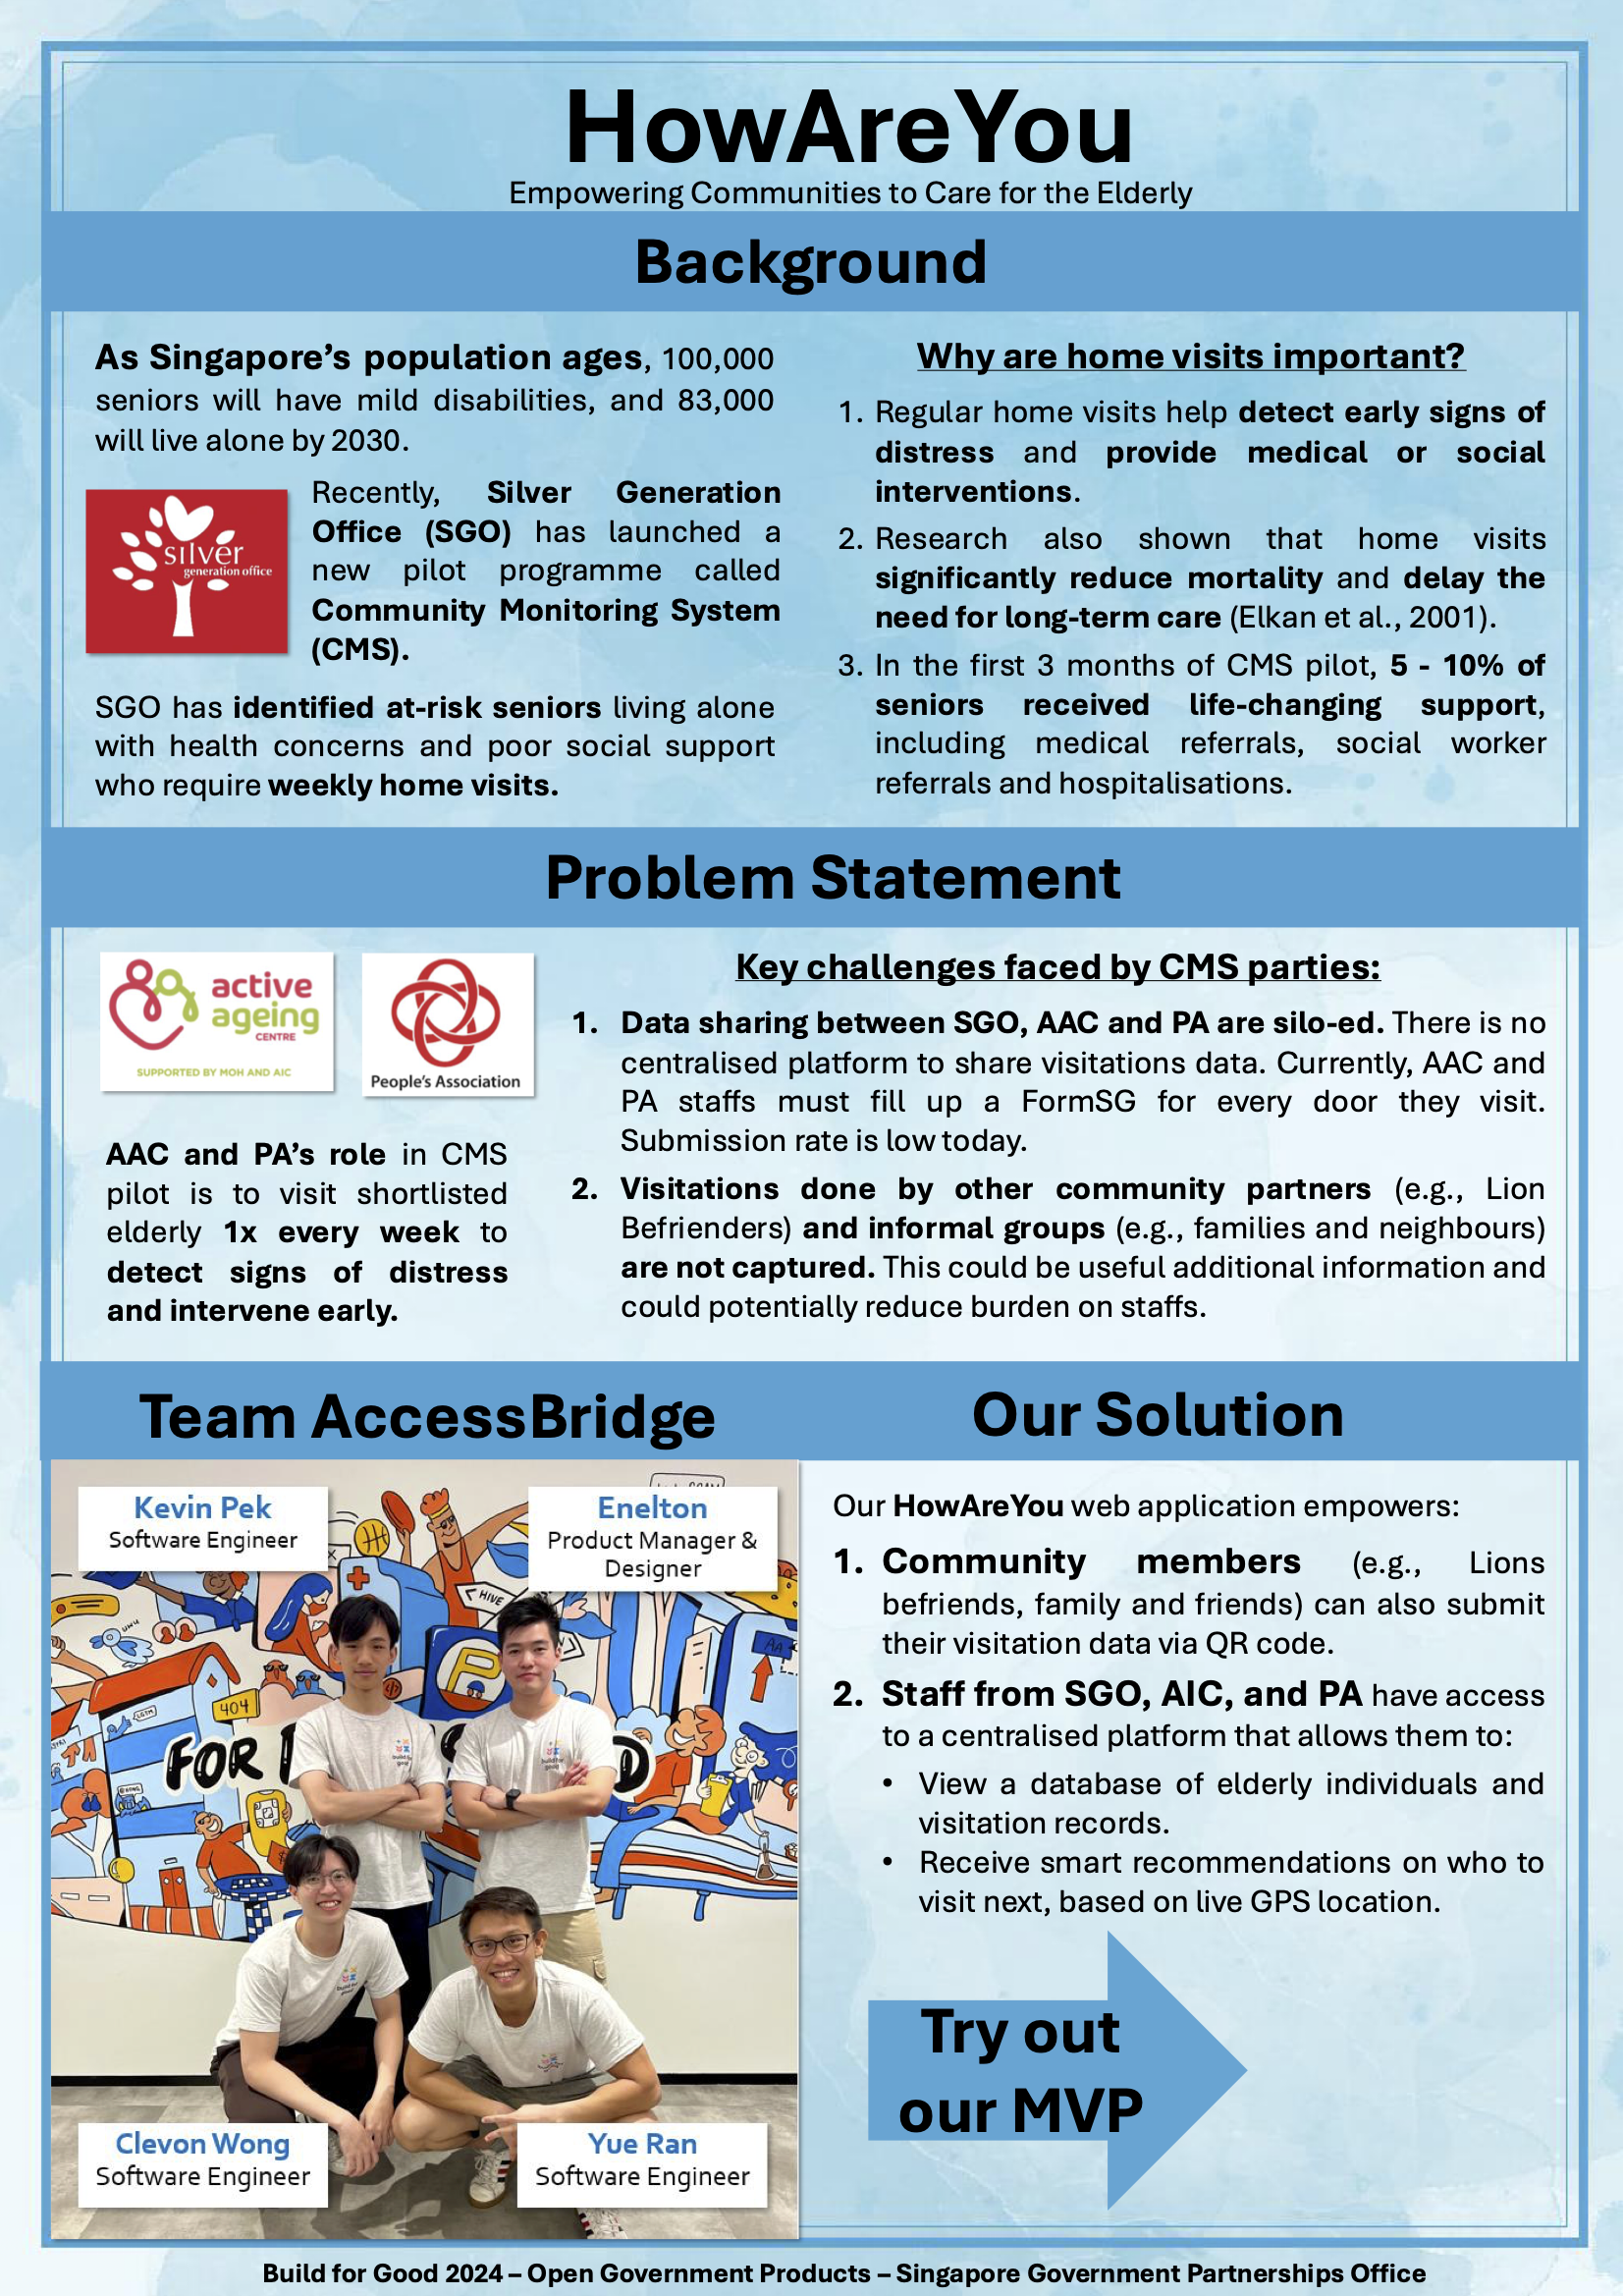 HowAreYou
Empowering Communities to Care for the Elderly
Background
As Singapore's population ages, 100,000
seniors will have mild disabilities, and 83,000
will live alone by 2030.
silver
generation office
Recently, Silver Generation
Office (SGO) has launched a
new pilot programme called
Community Monitoring System
(CMS).
SGO has identified at-risk seniors living alone
with health concerns and poor social support
who require weekly home visits.
Why are home visits important?
1. Regular home visits help detect early signs of
distress and provide medical or social
interventions.
2. Research also shown that home visits
significantly reduce mortality and delay the
need for long-term care (Elkan et al., 2001).
3. In the first 3 months of CMS pilot, 5 - 10% of
seniors received life-changing support,
including medical referrals, social worker
referrals and hospitalisations.
Problem Statement
active
ageing
CENTRE
SUPPORTED BY MOH AND AIC
People's Association
AAC and PA's role in CMS
pilot is to visit shortlisted
elderly 1x every week to
detect signs of distress
and intervene early.
Key challenges faced by CMS parties:
1. Data sharing between SGO, AAC and PA are silo-ed. There is no
centralised platform to share visitations data. Currently, AAC and
PA staffs must fill up a FormSG for every door they visit.
Submission rate is low today.
2. Visitations done by other community partners (e.g., Lion
Befrienders) and informal groups (e.g., families and neighbours)
are not captured. This could be useful additional information and
could potentially reduce burden on staffs.
Team AccessBridge
Kevin Pek
Software Engineer
Enelton
Product Manager &
Designer
HIVE
P
AA
404
FOR
D
build for
good
build for
good
build for
good
Clevon Wong
Software Engineer
Yue Ran
Software Engineer
Our Solution
Our HowAreYou web application empowers:
1. Community members (e.g., Lions
befriends, family and friends) can also submit
their visitation data via QR code.
2. Staff from SGO, AIC, and PA have access
to a centralised platform that allows them to:
• View a database of elderly individuals and
visitation records.
• Receive smart recommendations on who to
visit next, based on live GPS location.
Try out
our MVP
Build for Good 2024 – Open Government Products – Singapore Government Partnerships Office